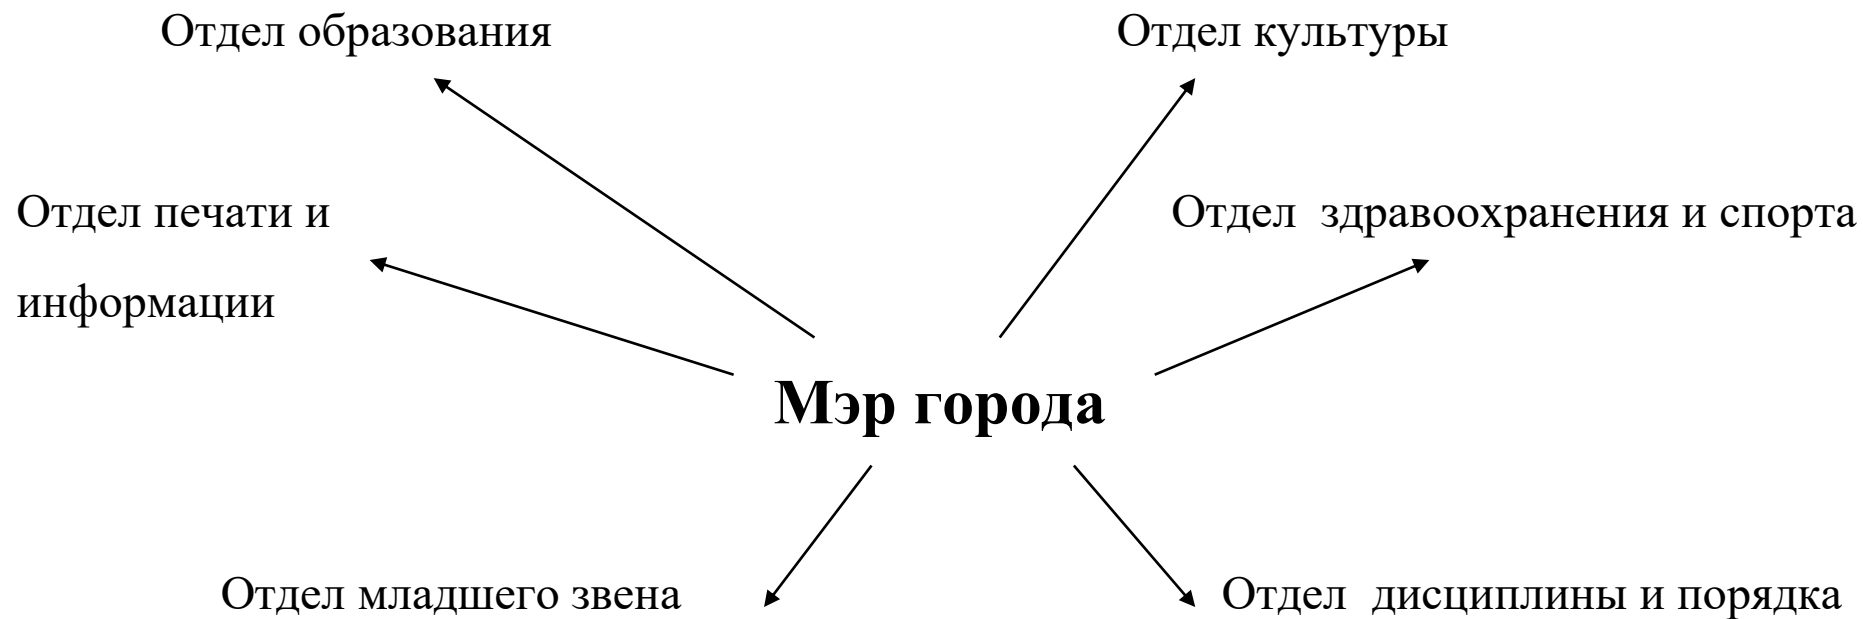 Отдел образования
Отдел культуры
Отдел печати и
информации
Отдел здравоохранения и спорта
Мэр города
Отдел младшего звена
Отдел дисциплины и порядка